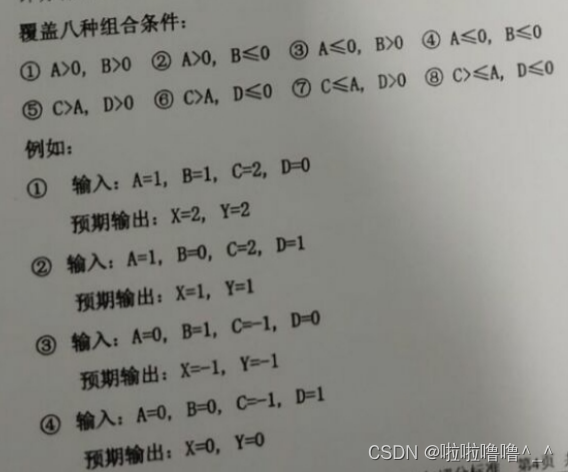 覆盖八种组合条件:
① A>0, B>0 ② A>0, B≤0 ③ A≤0, B>0 ④ A≤0, B≤0
⑤ C>A, D>0 ⑥ C>A, D≤0 ⑦ C≤A, D>0 ⑧ C>≤A, D≤0
例如:
① 输入: A=1, B=1, C=2, D=0
预期输出: X=2, Y=2
② 输入: A=1, B=0, C=2, D=1
预期输出: X=1, Y=1
③ 输入: A=0, B=1, C=-1, D=0
预期输出: X=-1, Y=-1
④ 输入: A=0, B=0, C=-1, D=1
预期输出: X=0, Y=0
标准 第4页
CSDN @啦啦噜噜^_^